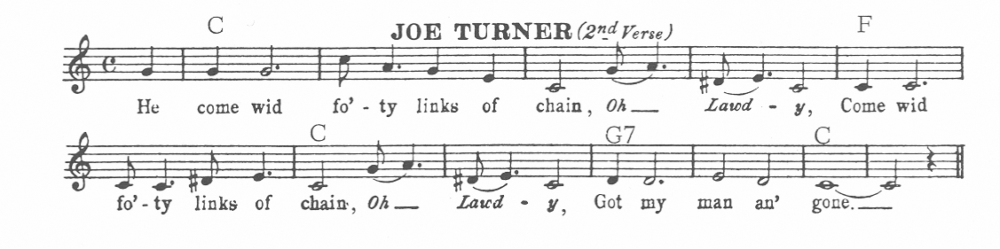 C JOE TURNER (2nd Verse) F
He come wid fo' - ty links of chain, Oh Lawd - y, Come wid
C G7 C
fo' - ty links of chain, Oh Lawd - y, Got my man an' gone.